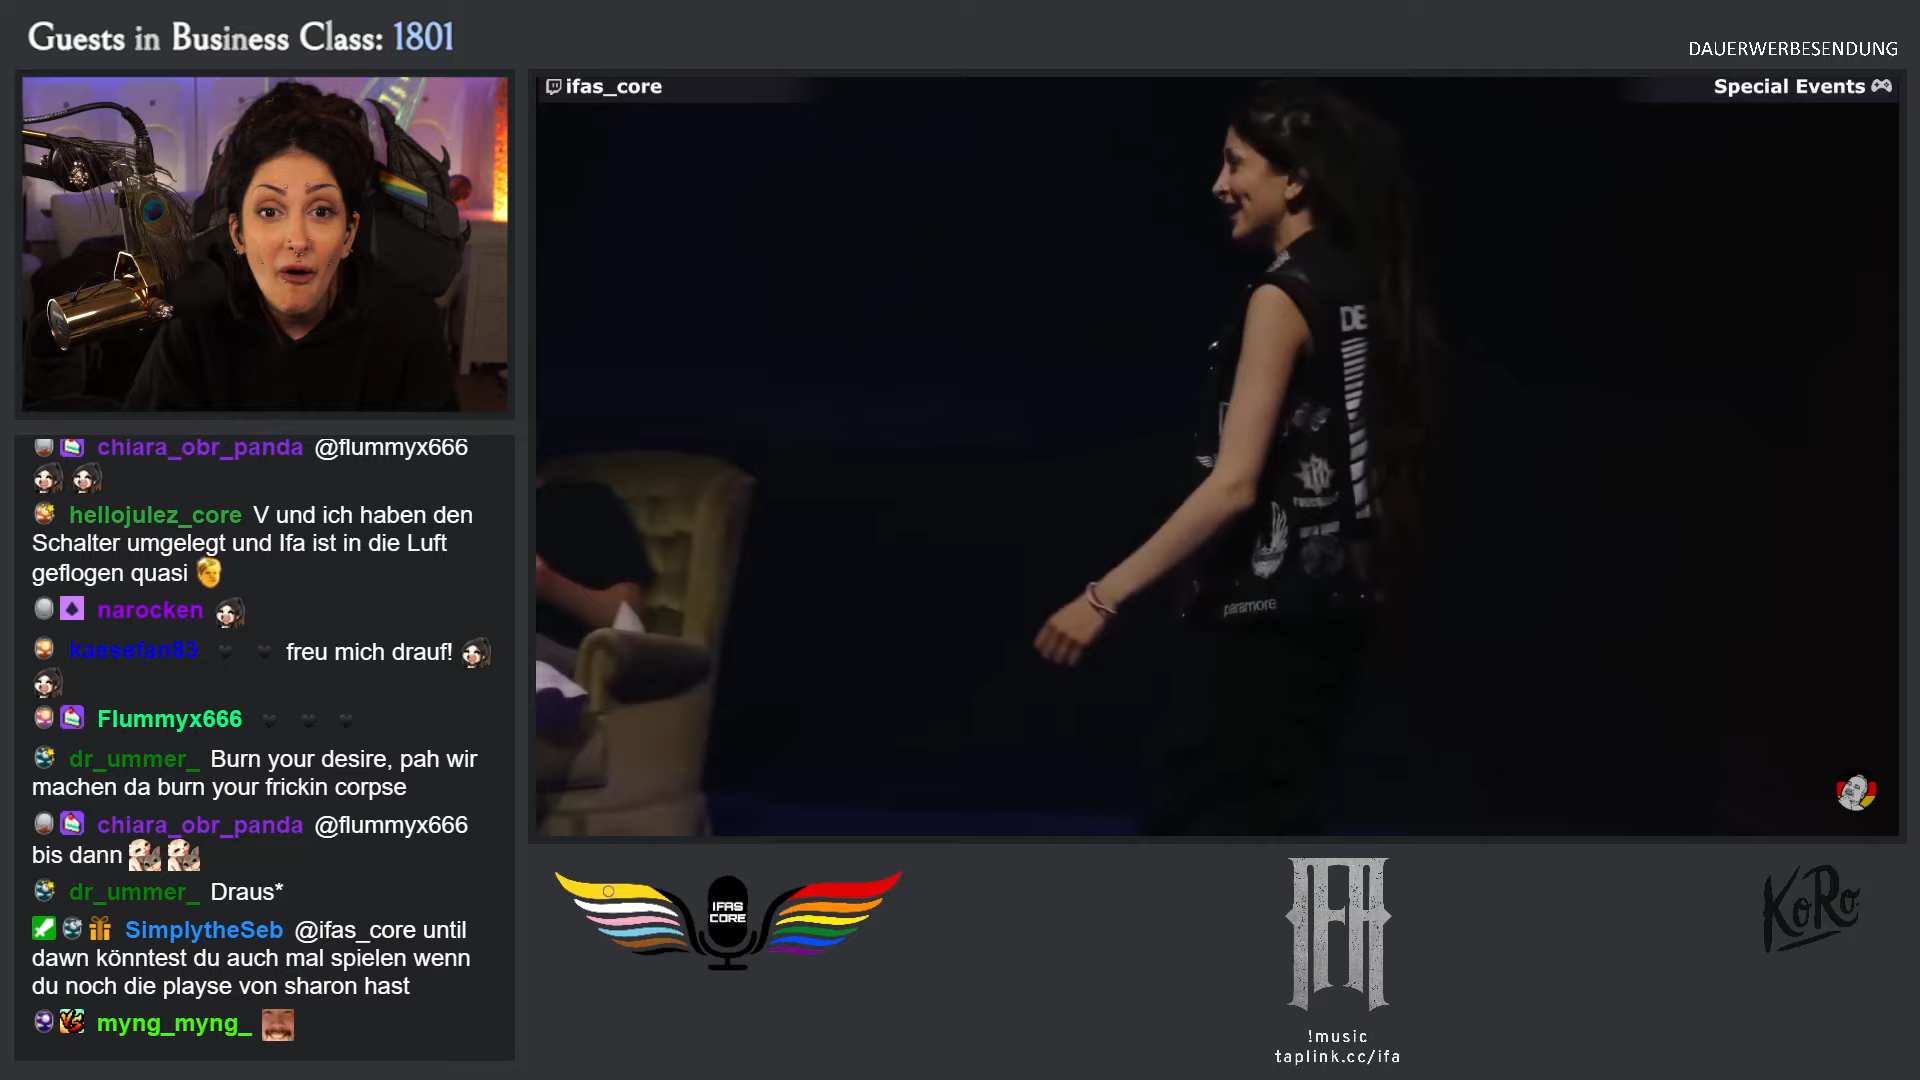 Guests in Business Class: 1801
DAUERWERBESENDUNG
ifas_core
Special Events
DE
paramore
chiara_obr_panda @flummyx666
hellojulez_core V und ich haben den
Schalter umgelegt und Ifa ist in die Luft
geflogen quasi
narocken
kaesefan83 freu mich drauf!
Flummyx666
dr_ummer_ Burn your desire, pah wir
machen da burn your frickin corpse
chiara_obr_panda @flummyx666
bis dann
dr_ummer_ Draus*
SimplytheSeb @ifas_core until
dawn könntest du auch mal spielen wenn
du noch die playse von sharon hast
myng_myng_
IFAS
CORE
IFA
!music
taplink.cc/ifa
KoRo